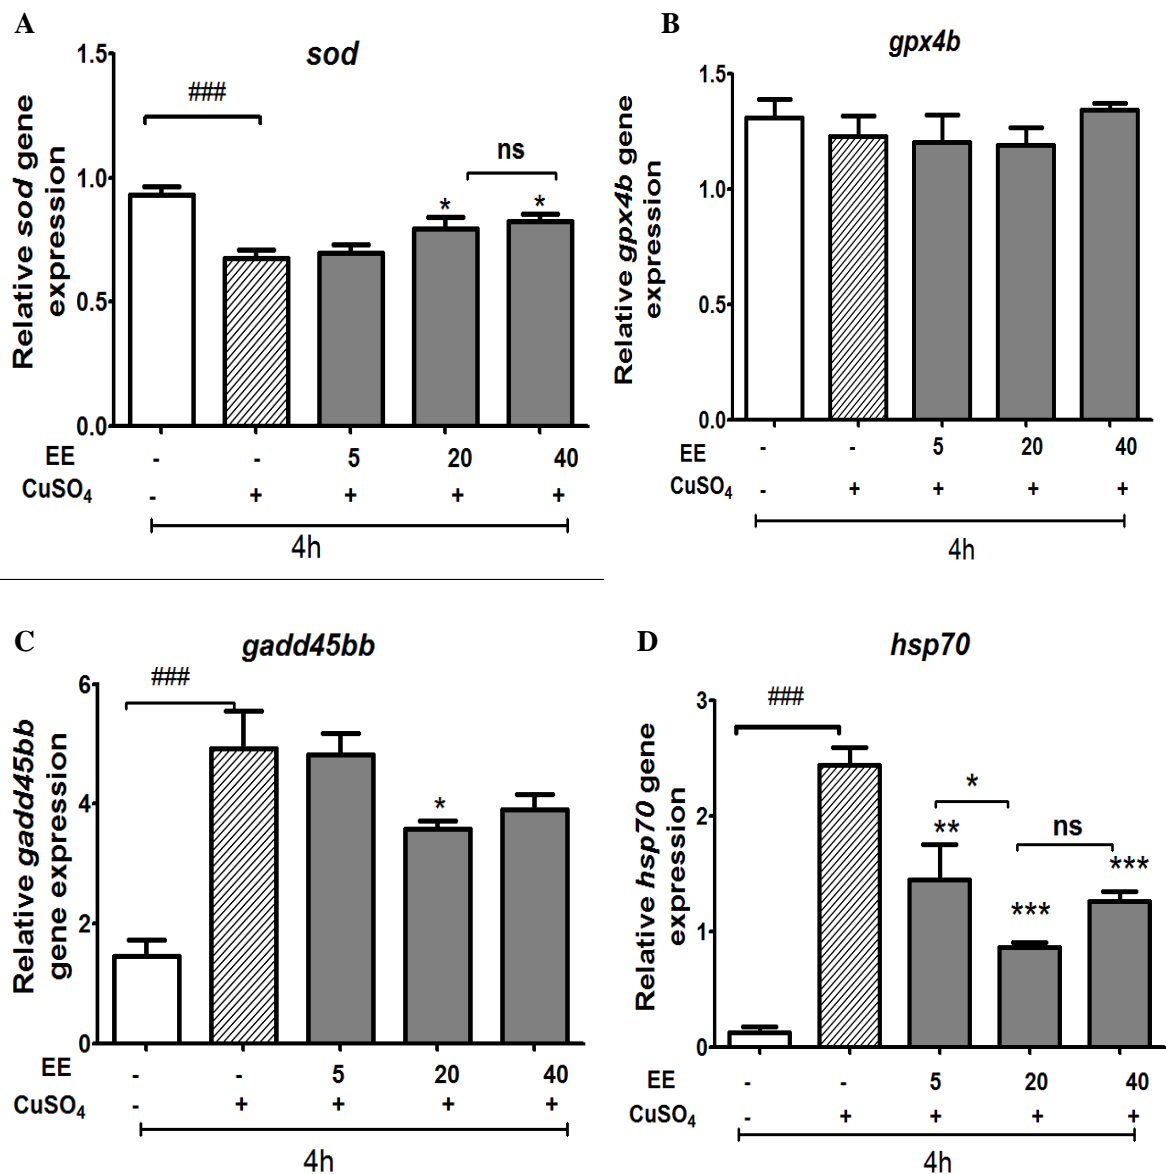 A
sod
1.5
###
ns
1.0
* *
0.5
0.0
Relative sod gene
expression
EE - - 5 20 40
CuSO4 - + + + +
4h
B
gpx4b
1.5
1.0
0.5
0.0
Relative gpx4b gene
expression
EE - - 5 20 40
CuSO4 - + + + +
4h
C
gadd45bb
###
6
4
*
2
0
Relative gadd45bb
gene expression
EE - - 5 20 40
CuSO4 - + + + +
4h
D
hsp70
###
3
*
2
** ns
***
***
1
0
Relative hsp70 gene
expression
EE - - 5 20 40
CuSO4 - + + + +
4h